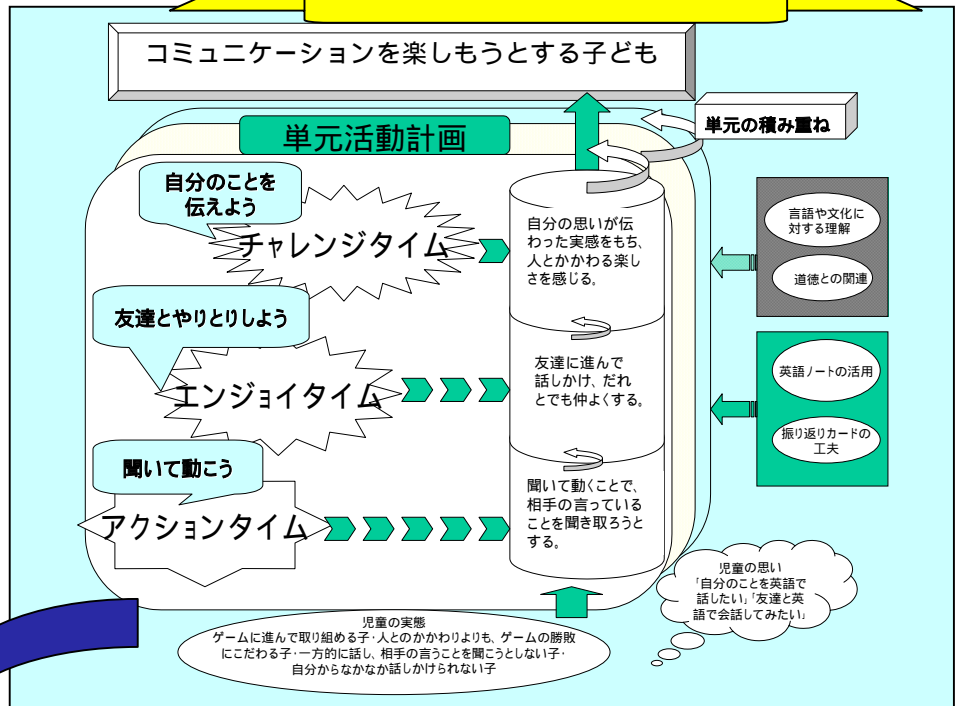 コミュニケーションを楽しもうとする子ども
単元の積み重ね
単元活動計画
自分のことを
伝えよう
チャレンジタイム
自分の思いが伝
わった実感をもち、
人とかかわる楽し
さを感じる。
言語や文化に
対する理解
道徳との関連
友達とやりとりしよう
エンジョイタイム
友達に進んで
話しかけ、だれ
とでも仲よくする。
英語ノートの活用
振り返りカードの
工夫
聞いて動こう
アクションタイム
聞いて動くことで、
相手の言っている
ことを聞き取ろうと
する。
児童の思い
「自分のことを英語で
話したい」「友達と英
語で会話してみたい」
児童の実態
ゲームに進んで取り組める子・人とのかかわりよりも、ゲームの勝敗
にこだわる子・一方的に話し、相手の言うことを聞こうとしない子・
自分からなかなか話しかけられない子